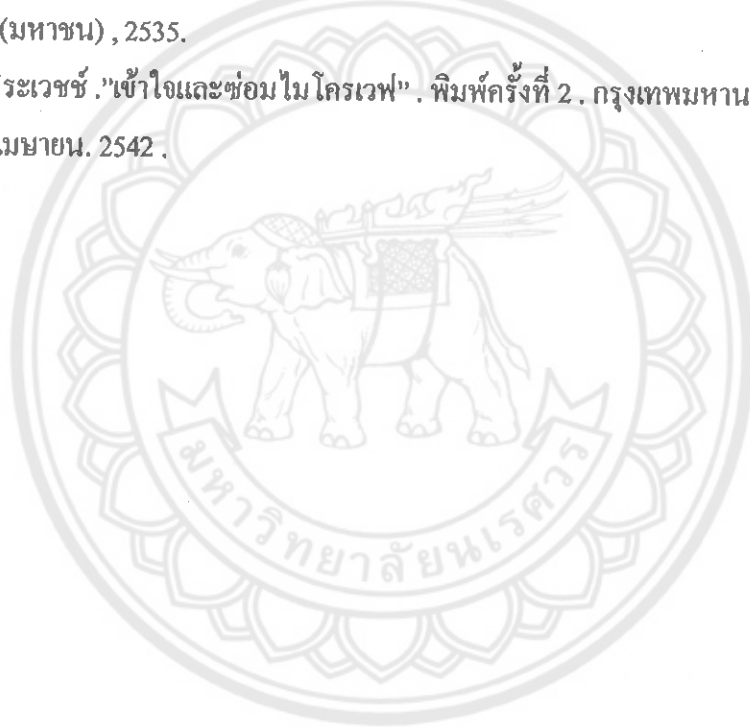 (มหาชน) , 2535.
ระเวชช์ .”เข้าใจและซ่อมไมโครเวฟ” . พิมพ์ครั้งที่ 2 . กรุงเทพมหาน
เมษายน. 2542 .
มหาวิทยาลัยนเรศวร